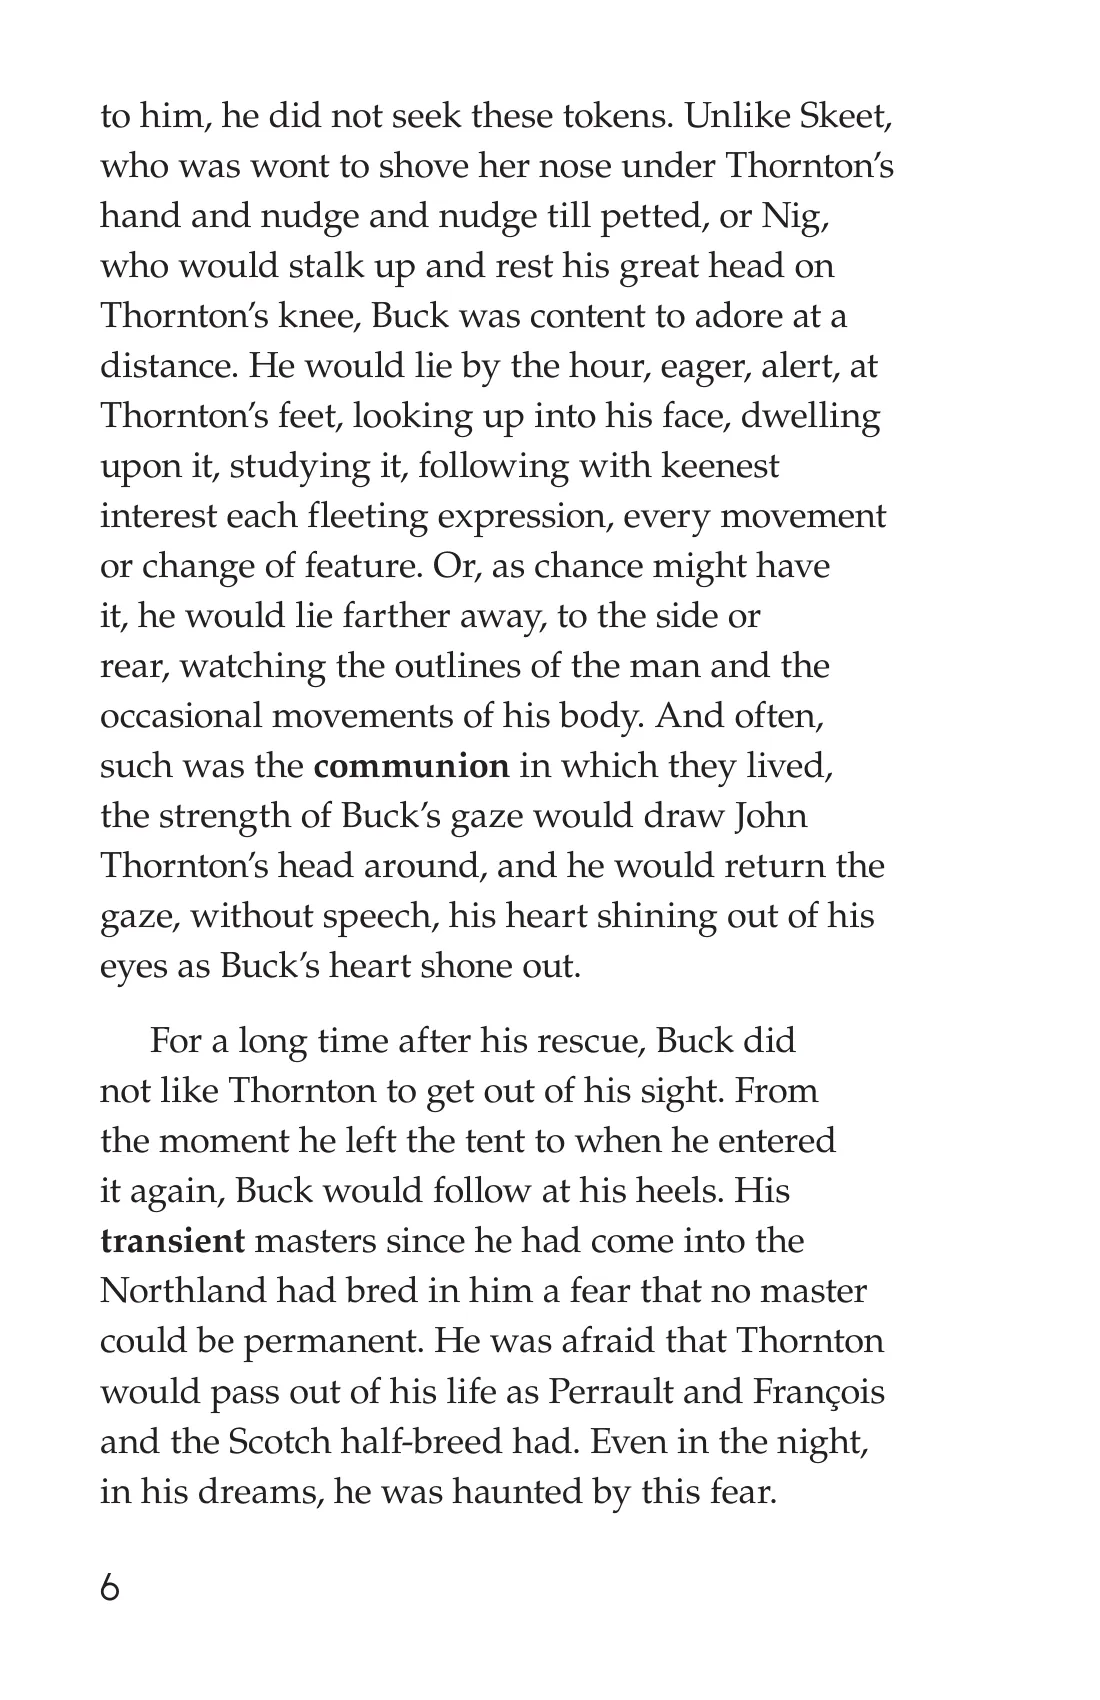 to him, he did not seek these tokens. Unlike Skeet,
who was wont to shove her nose under Thornton’s
hand and nudge and nudge till petted, or Nig,
who would stalk up and rest his great head on
Thornton’s knee, Buck was content to adore at a
distance. He would lie by the hour, eager, alert, at
Thornton’s feet, looking up into his face, dwelling
upon it, studying it, following with keenest
interest each fleeting expression, every movement
or change of feature. Or, as chance might have
it, he would lie farther away, to the side or
rear, watching the outlines of the man and the
occasional movements of his body. And often,
such was the communion in which they lived,
the strength of Buck’s gaze would draw John
Thornton’s head around, and he would return the
gaze, without speech, his heart shining out of his
eyes as Buck’s heart shone out.
For a long time after his rescue, Buck did
not like Thornton to get out of his sight. From
the moment he left the tent to when he entered
it again, Buck would follow at his heels. His
transient masters since he had come into the
Northland had bred in him a fear that no master
could be permanent. He was afraid that Thornton
would pass out of his life as Perrault and François
and the Scotch half-breed had. Even in the night,
in his dreams, he was haunted by this fear.
6